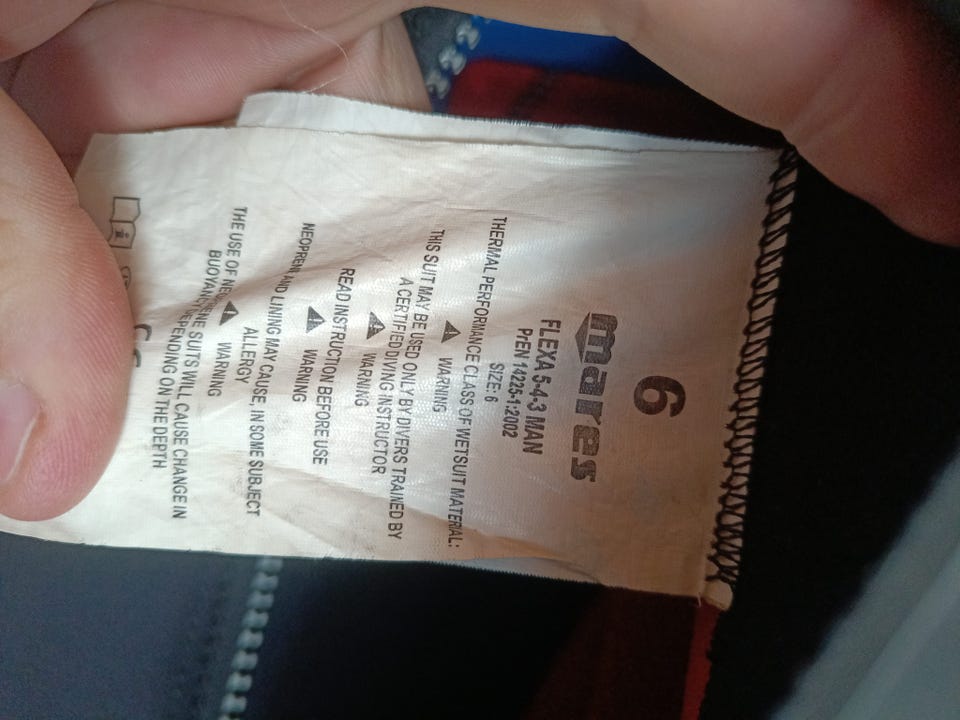 6
mares
FLEXA 5-4-3 MAN
PrEN 14225-1:2002
SIZE: 6
THERMAL PERFORMANCE CLASS OF WETSUIT MATERIAL:
WARNING
THIS SUIT MAY BE USED ONLY BY DIVERS TRAINED BY
A CERTIFIED DIVING INSTRUCTOR
WARNING
READ INSTRUCTION BEFORE USE
WARNING
NEOPREN AND LINING MAY CAUSE, IN SOME SUBJECT
ALLERGY
WARNING
THE USE OF SUITS WILL CAUSE CHANGE IN
DEPENDING ON THE DEPTH